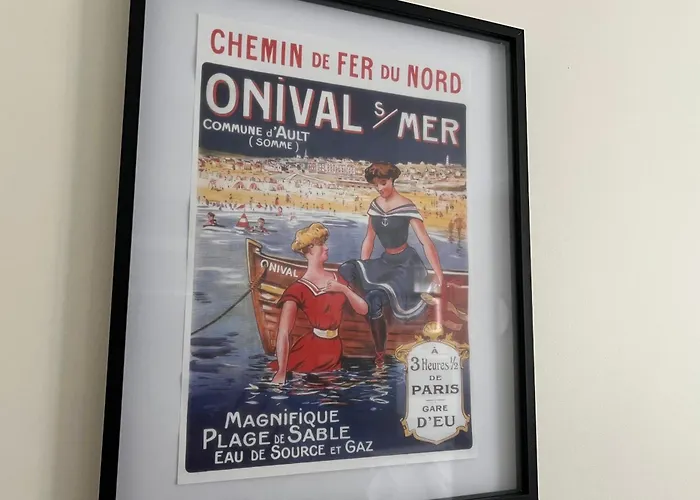 CHEMIN DE FER DU NORD
ONIVAL S/MER
COMMUNE d'AULT
(SOMME)
ONIVAL
À
3 Heures ½
DE
PARIS
GARE
D'EU
MAGNIFIQUE
PLAGE DE SABLE
EAU DE SOURCE ET GAZ